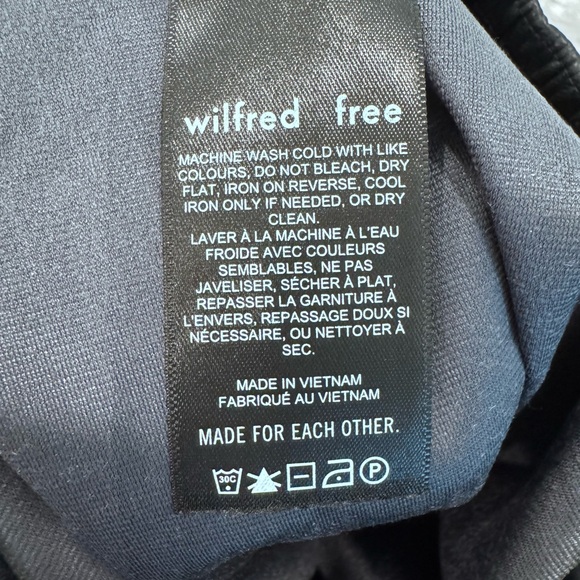 wilfred free
MACHINE WASH COLD WITH LIKE
COLOURS, DO NOT BLEACH, DRY
FLAT, IRON ON REVERSE, COOL
IRON ONLY IF NEEDED, OR DRY
CLEAN.
LAVER À LA MACHINE À L'EAU
FROIDE AVEC COULEURS
SEMBLABLES, NE PAS
JAVELISER, SÉCHER À PLAT,
REPASSER LA GARNITURE À
L'ENVERS, REPASSAGE DOUX SI
NÉCESSAIRE, OU NETTOYER À
SEC.
MADE IN VIETNAM
FABRIQUÉ AU VIETNAM
MADE FOR EACH OTHER.
30C P